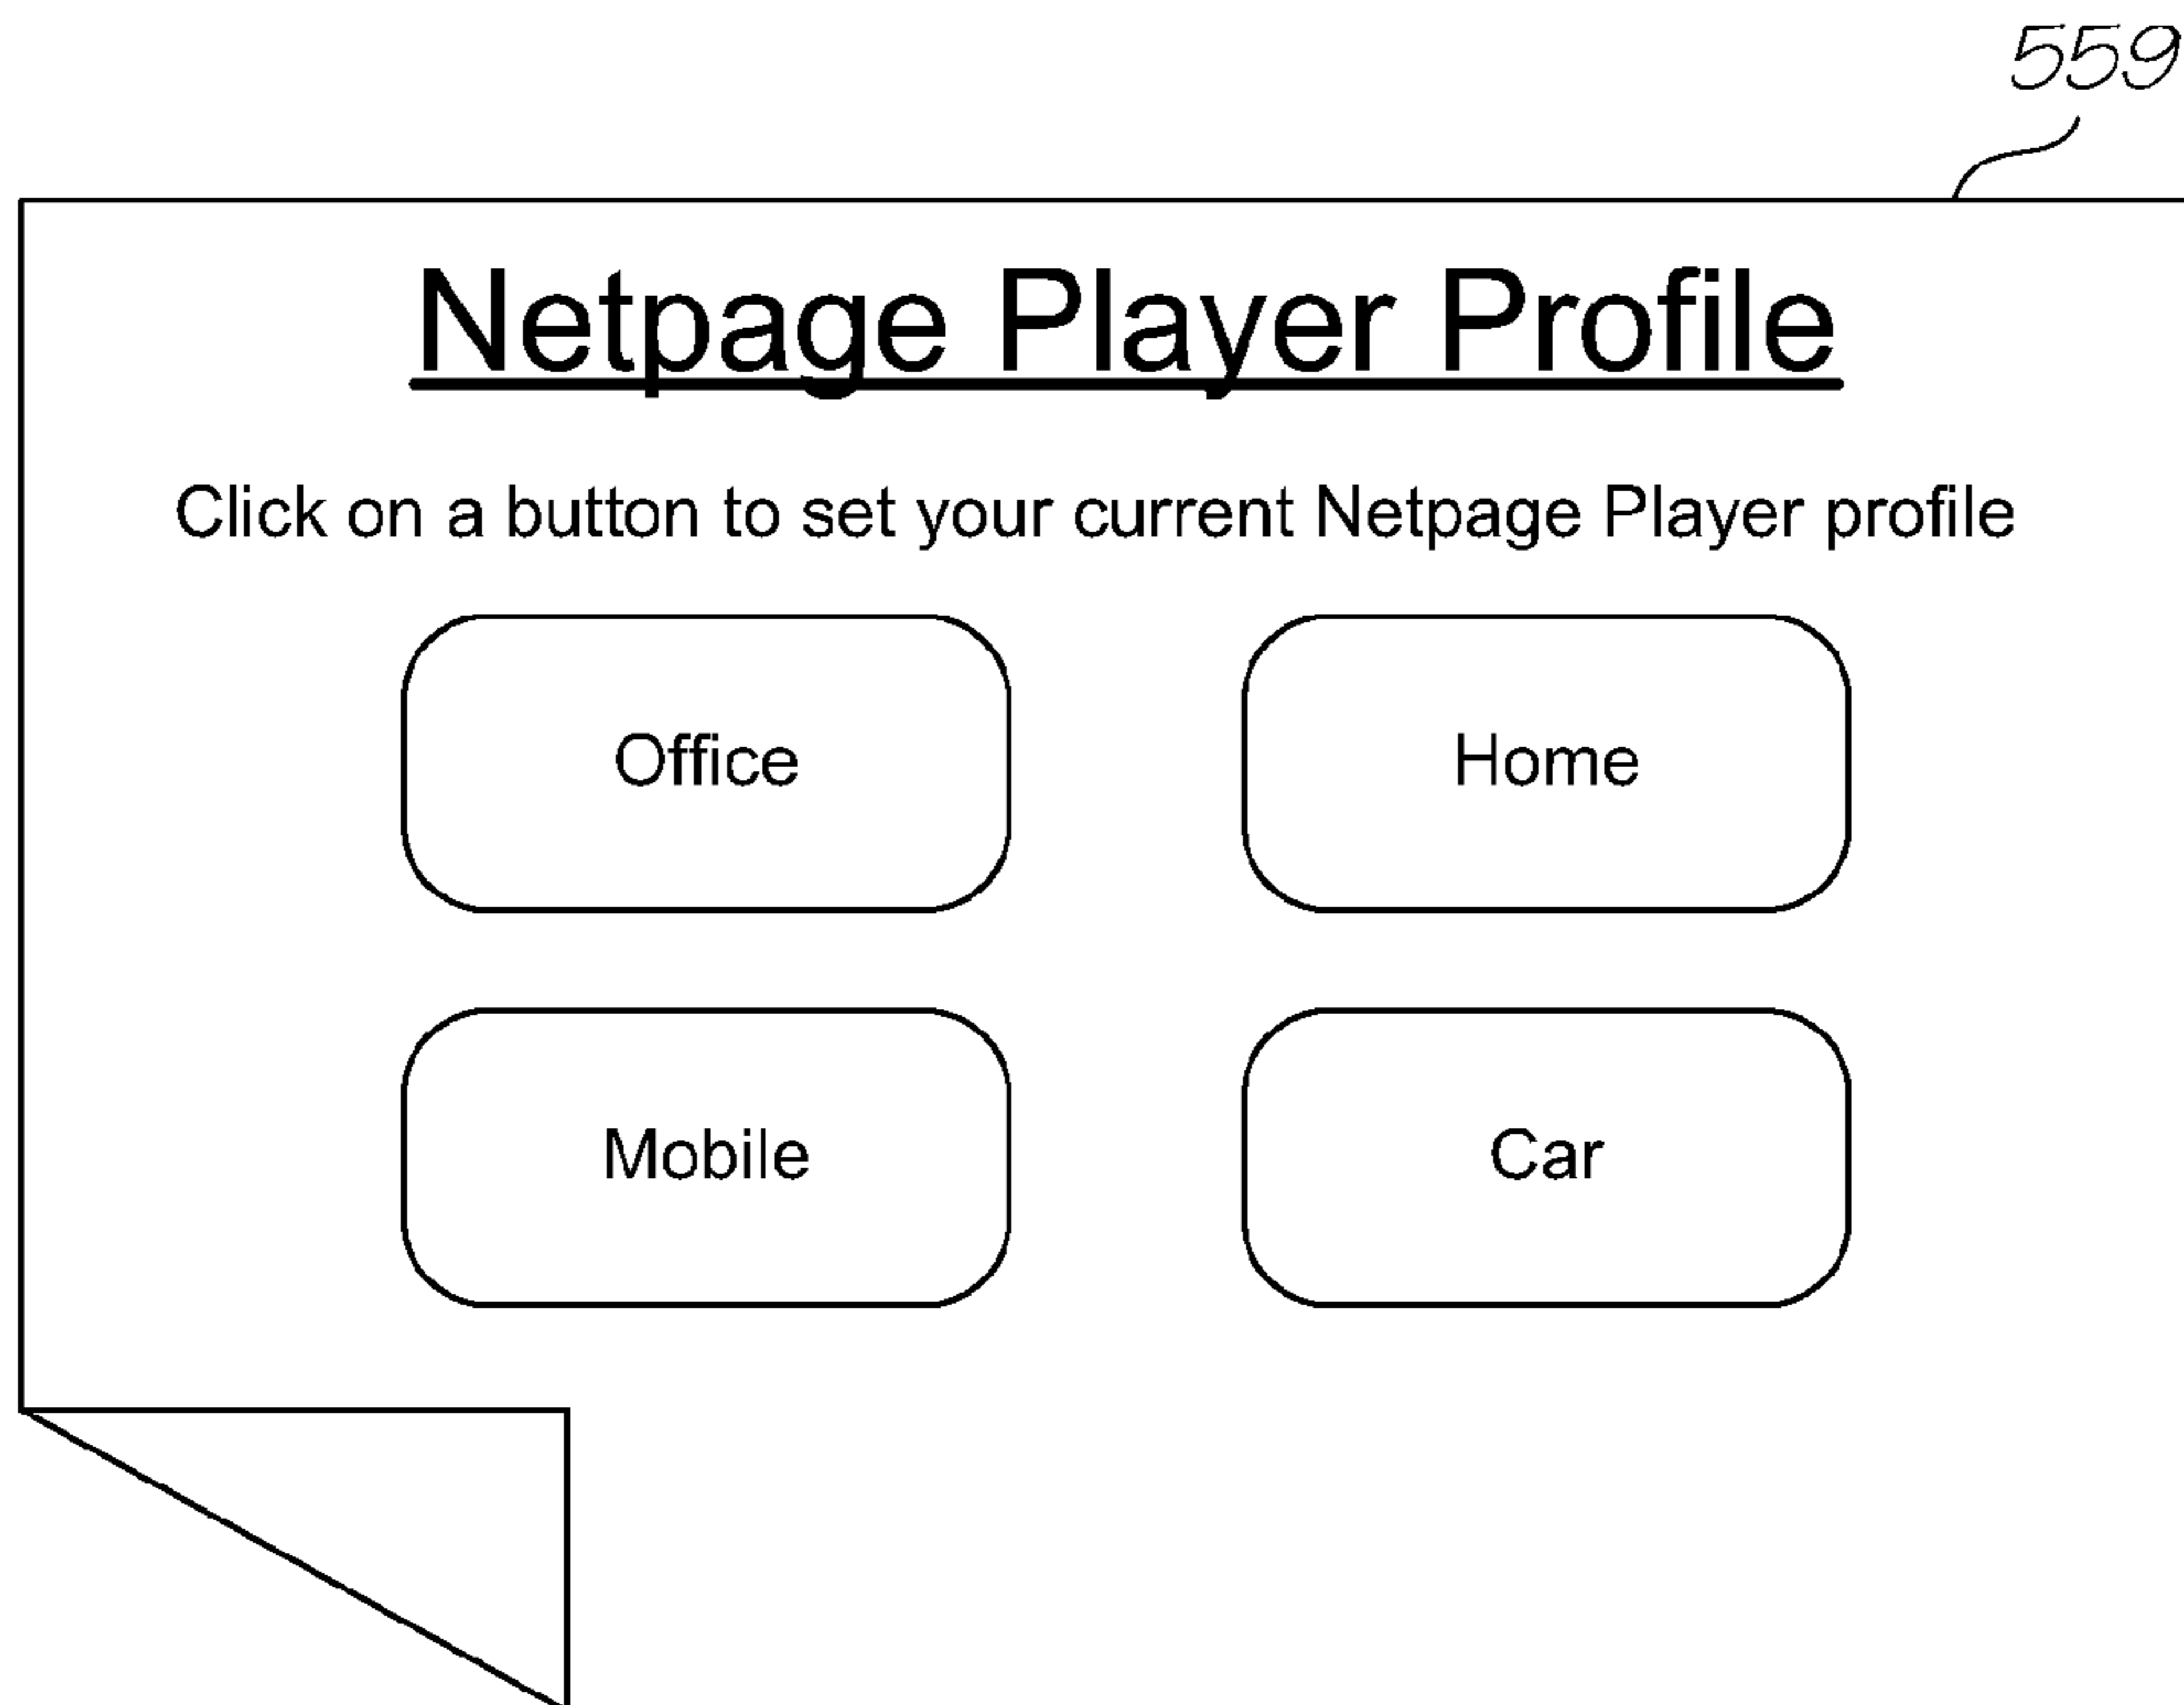 559
Netpage Player Profile
Click on a button to set your current Netpage Player profile
Office Home
Mobile Car